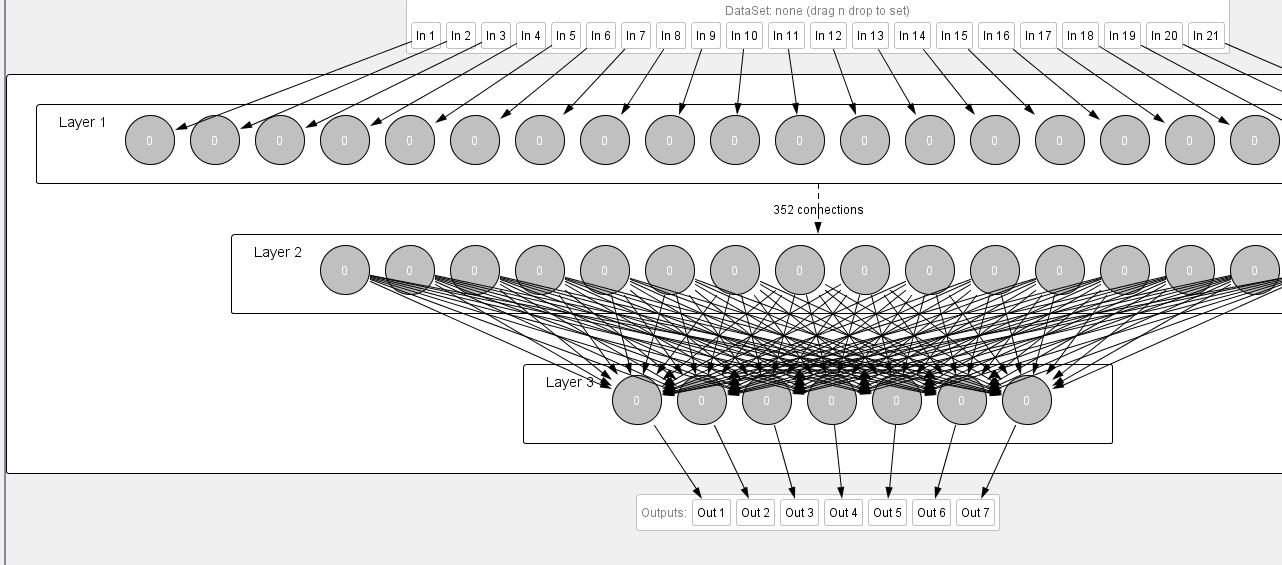 DataSet: none (drag n drop to set)
In 1 In 2 In 3 In 4 In 5 In 6 In 7 In 8 In 9 In 10 In 11 In 12 In 13 In 14 In 15 In 16 In 17 In 18 In 19 In 20 In 21
Layer 1
0 0 0 0 0 0 0 0 0 0 0 0 0 0 0 0 0 0
352 connections
Layer 2
0 0 0 0 0 0 0 0 0 0 0 0 0 0 0
Layer 3
0 0 0 0 0 0 0
Outputs: Out 1 Out 2 Out 3 Out 4 Out 5 Out 6 Out 7